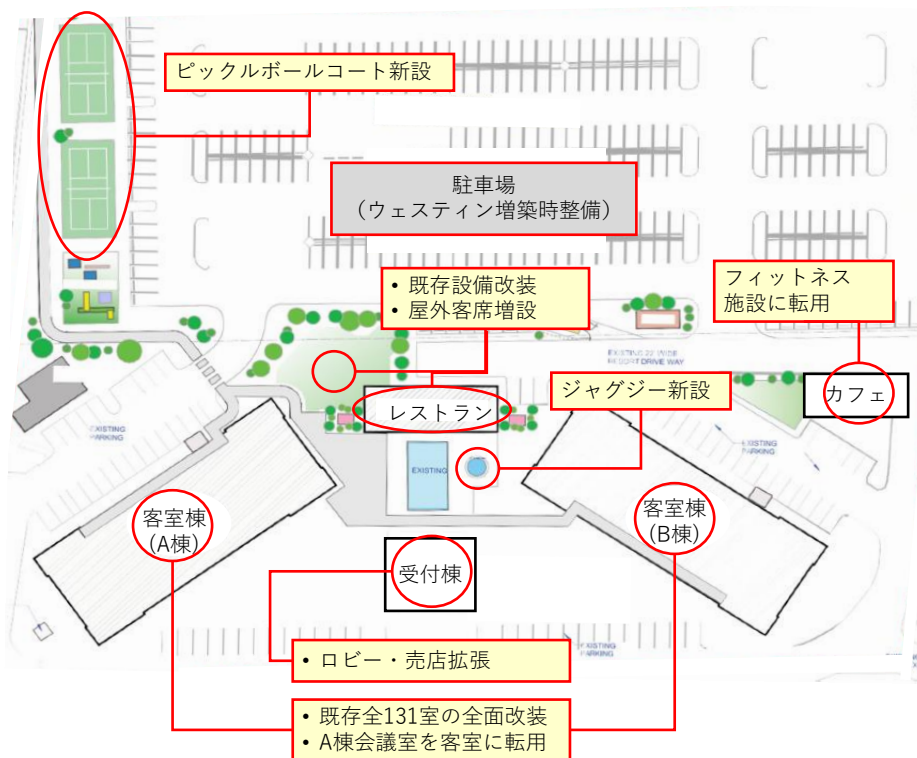 ピックルボールコート新設
駐車場
（ウェスティン増築時整備）
• 既存設備改装
• 屋外客席増設
フィットネス
施設に転用
EXISTING 22' WIDE
RESORT DRIVE WAY
ジャグジー新設
カフェ
レストラン
EXISTING
PARKING
EXISTING
PARKING
EXISTING
客室棟
(A棟)
客室棟
(B棟)
受付棟
• ロビー・売店拡張
EXISTING
PARKING
• 既存全131室の全面改装
• A棟会議室を客室に転用